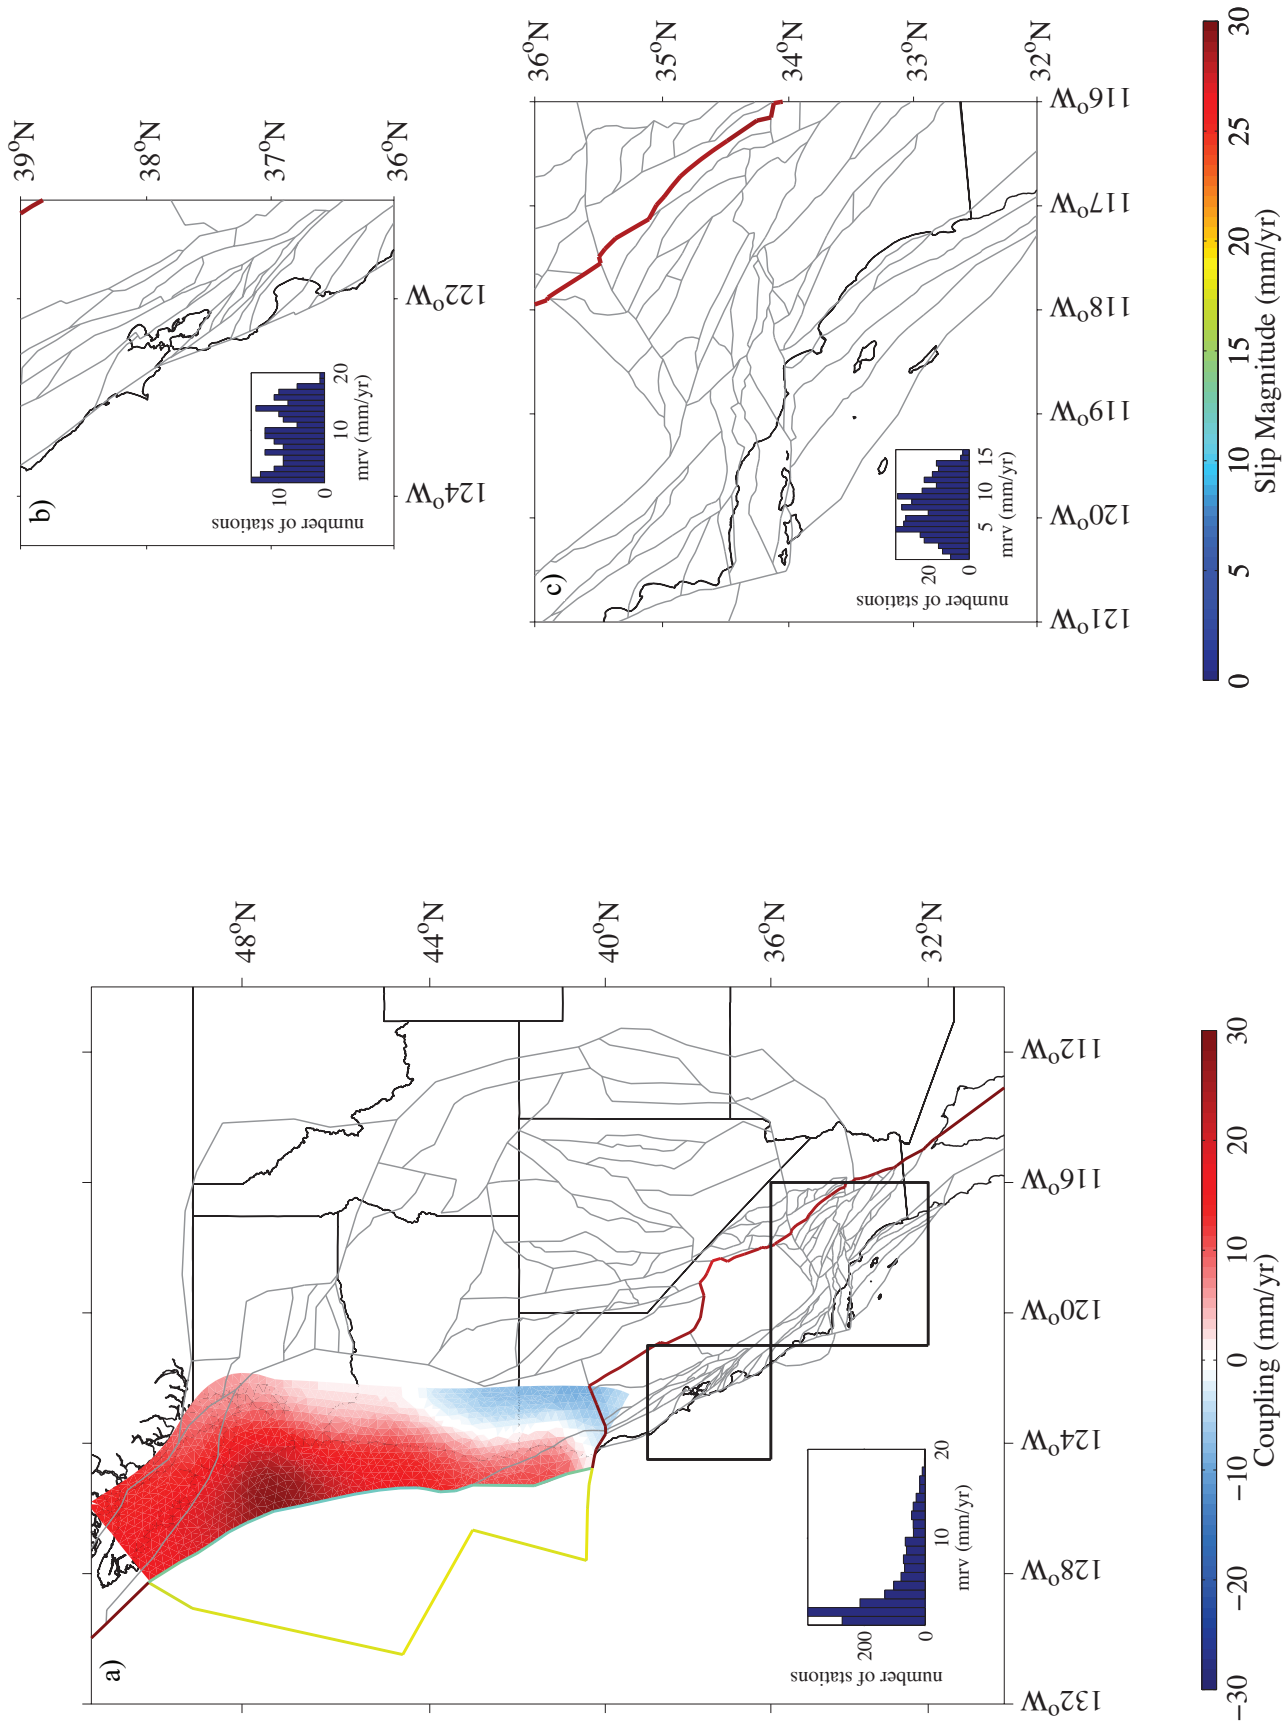 a)
48°N
44°N
40°N
36°N
32°N
132°W
128°W
124°W
120°W
116°W
112°W
number of stations
200
0
10
20
mrv (mm/yr)
−30
−20
−10
0
10
20
30
Coupling (mm/yr)
b)
39°N
38°N
37°N
36°N
124°W
122°W
number of stations
10
0
10
20
mrv (mm/yr)
c)
36°N
35°N
34°N
33°N
32°N
121°W
120°W
119°W
118°W
117°W
116°W
number of stations
20
0
5
10
15
mrv (mm/yr)
0
5
10
15
20
25
30
Slip Magnitude (mm/yr)